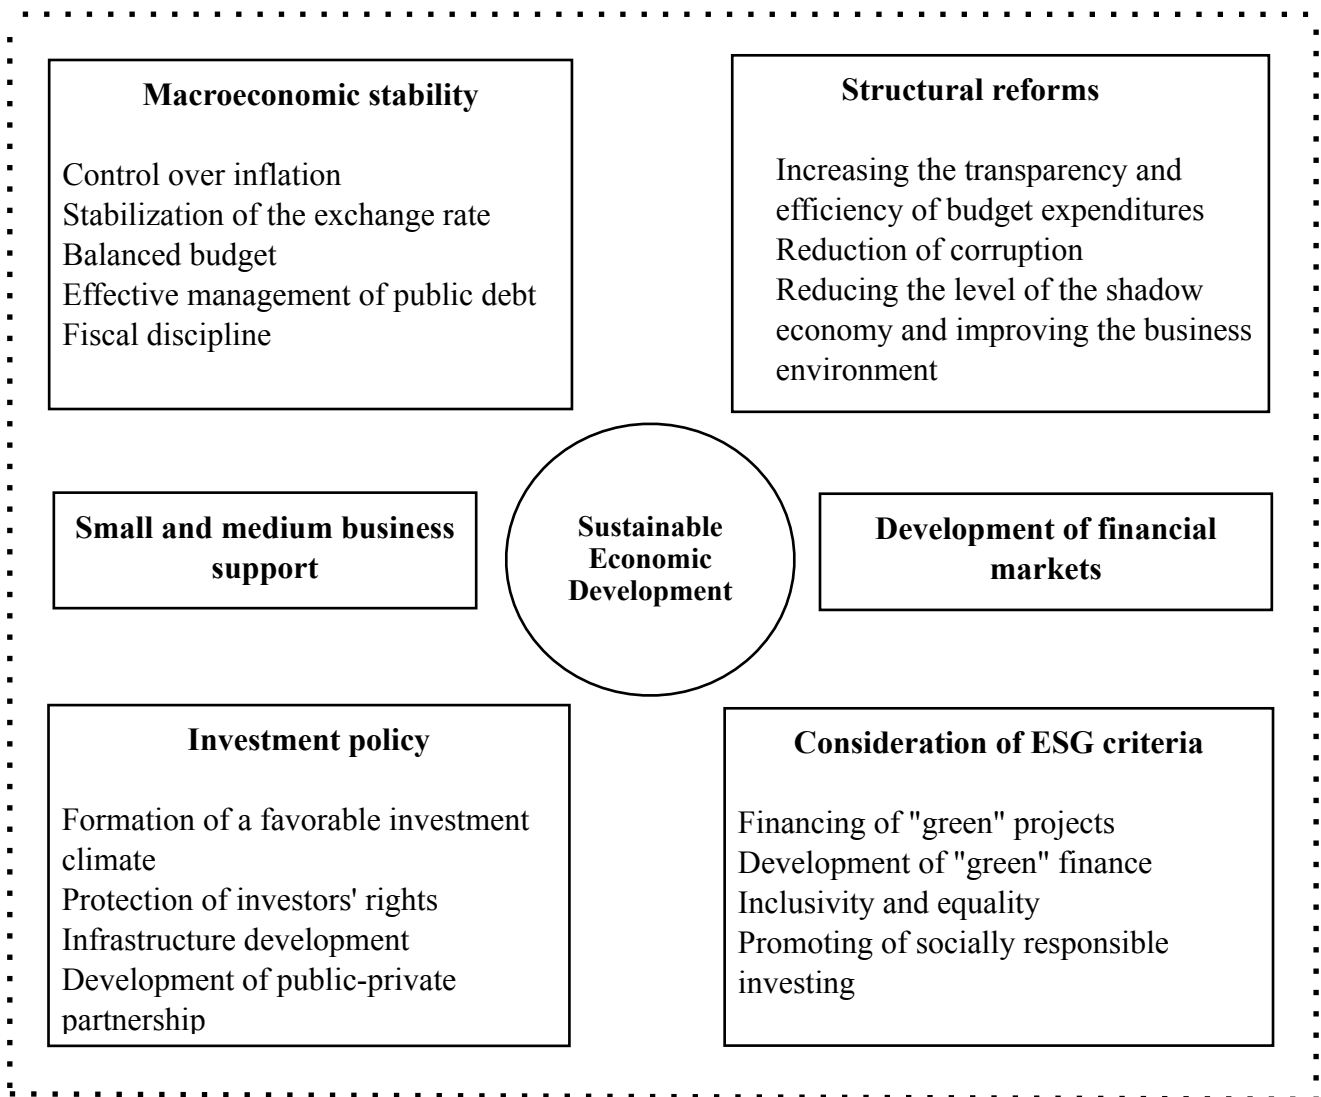 Macroeconomic stability
Control over inflation
Stabilization of the exchange rate
Balanced budget
Effective management of public debt
Fiscal discipline
Structural reforms
Increasing the transparency and
efficiency of budget expenditures
Reduction of corruption
Reducing the level of the shadow
economy and improving the business
environment
Small and medium business
support
Sustainable
Economic
Development
Development of financial
markets
Investment policy
Formation of a favorable investment
climate
Protection of investors' rights
Infrastructure development
Development of public-private
partnership
Consideration of ESG criteria
Financing of "green" projects
Development of "green" finance
Inclusivity and equality
Promoting of socially responsible
investing